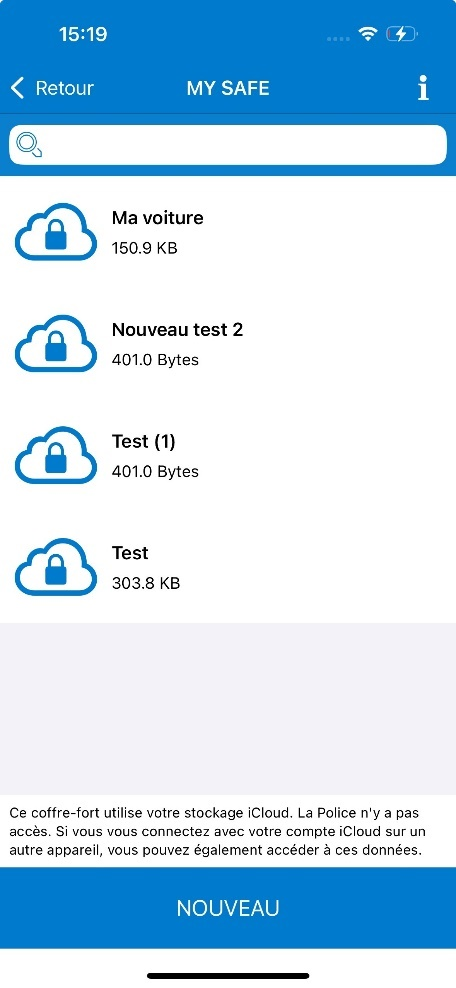 15:19
Retour
MY SAFE
i
Ma voiture
150.9 KB
Nouveau test 2
401.0 Bytes
Test (1)
401.0 Bytes
Test
303.8 KB
Ce coffre-fort utilise votre stockage iCloud. La Police n'y a pas
accès. Si vous vous connectez avec votre compte iCloud sur un
autre appareil, vous pouvez également accéder à ces données.
NOUVEAU